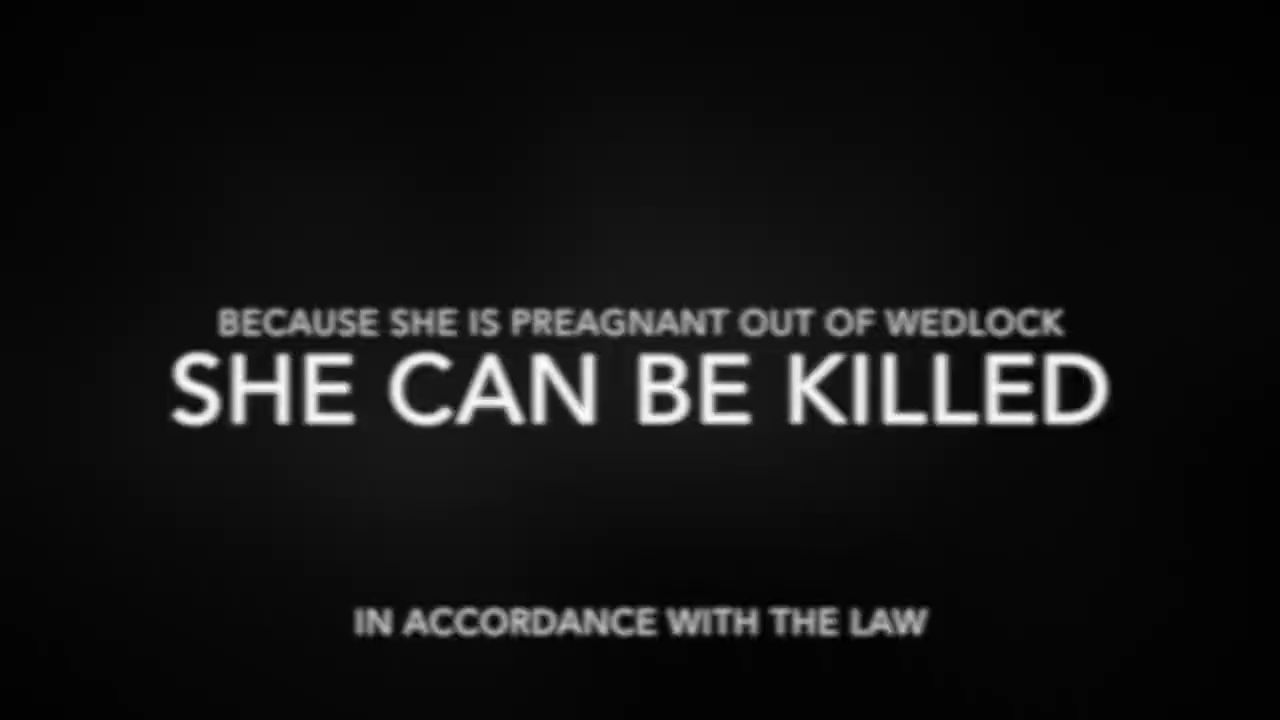 BECAUSE SHE IS PREAGNANT OUT OF WEDLOCK
SHE CAN BE KILLED
IN ACCORDANCE WITH THE LAW